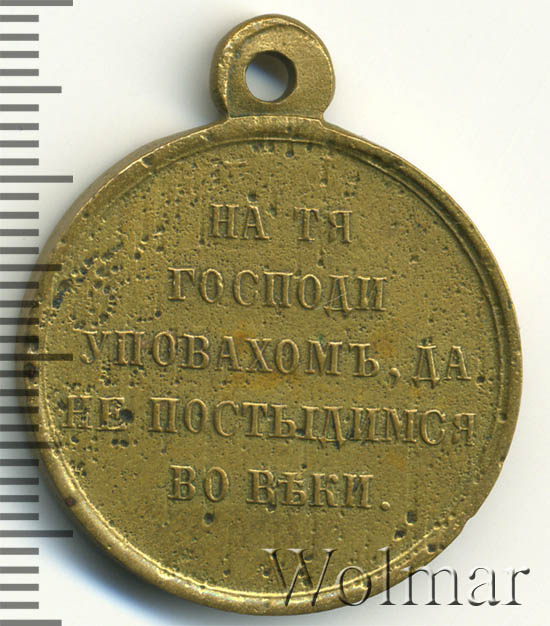 НА ТЯ
ГОСПОДИ
УПОВАХОМЪ, ДА
НЕ ПОСТЫДИМСЯ
ВО ВѢКИ.
Wolmar